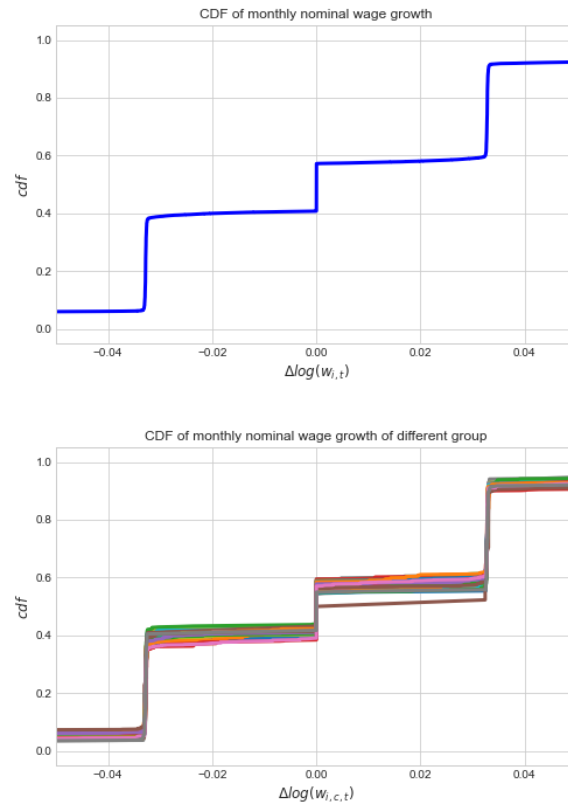 CDF of monthly nominal wage growth
1.0
0.8
0.6
0.4
0.2
0.0
cdf
−0.04 −0.02 0.00 0.02 0.04
Δlog(w_{i,t})
CDF of monthly nominal wage growth of different group
1.0
0.8
0.6
0.4
0.2
0.0
cdf
−0.04 −0.02 0.00 0.02 0.04
Δlog(w_{i,c,t})